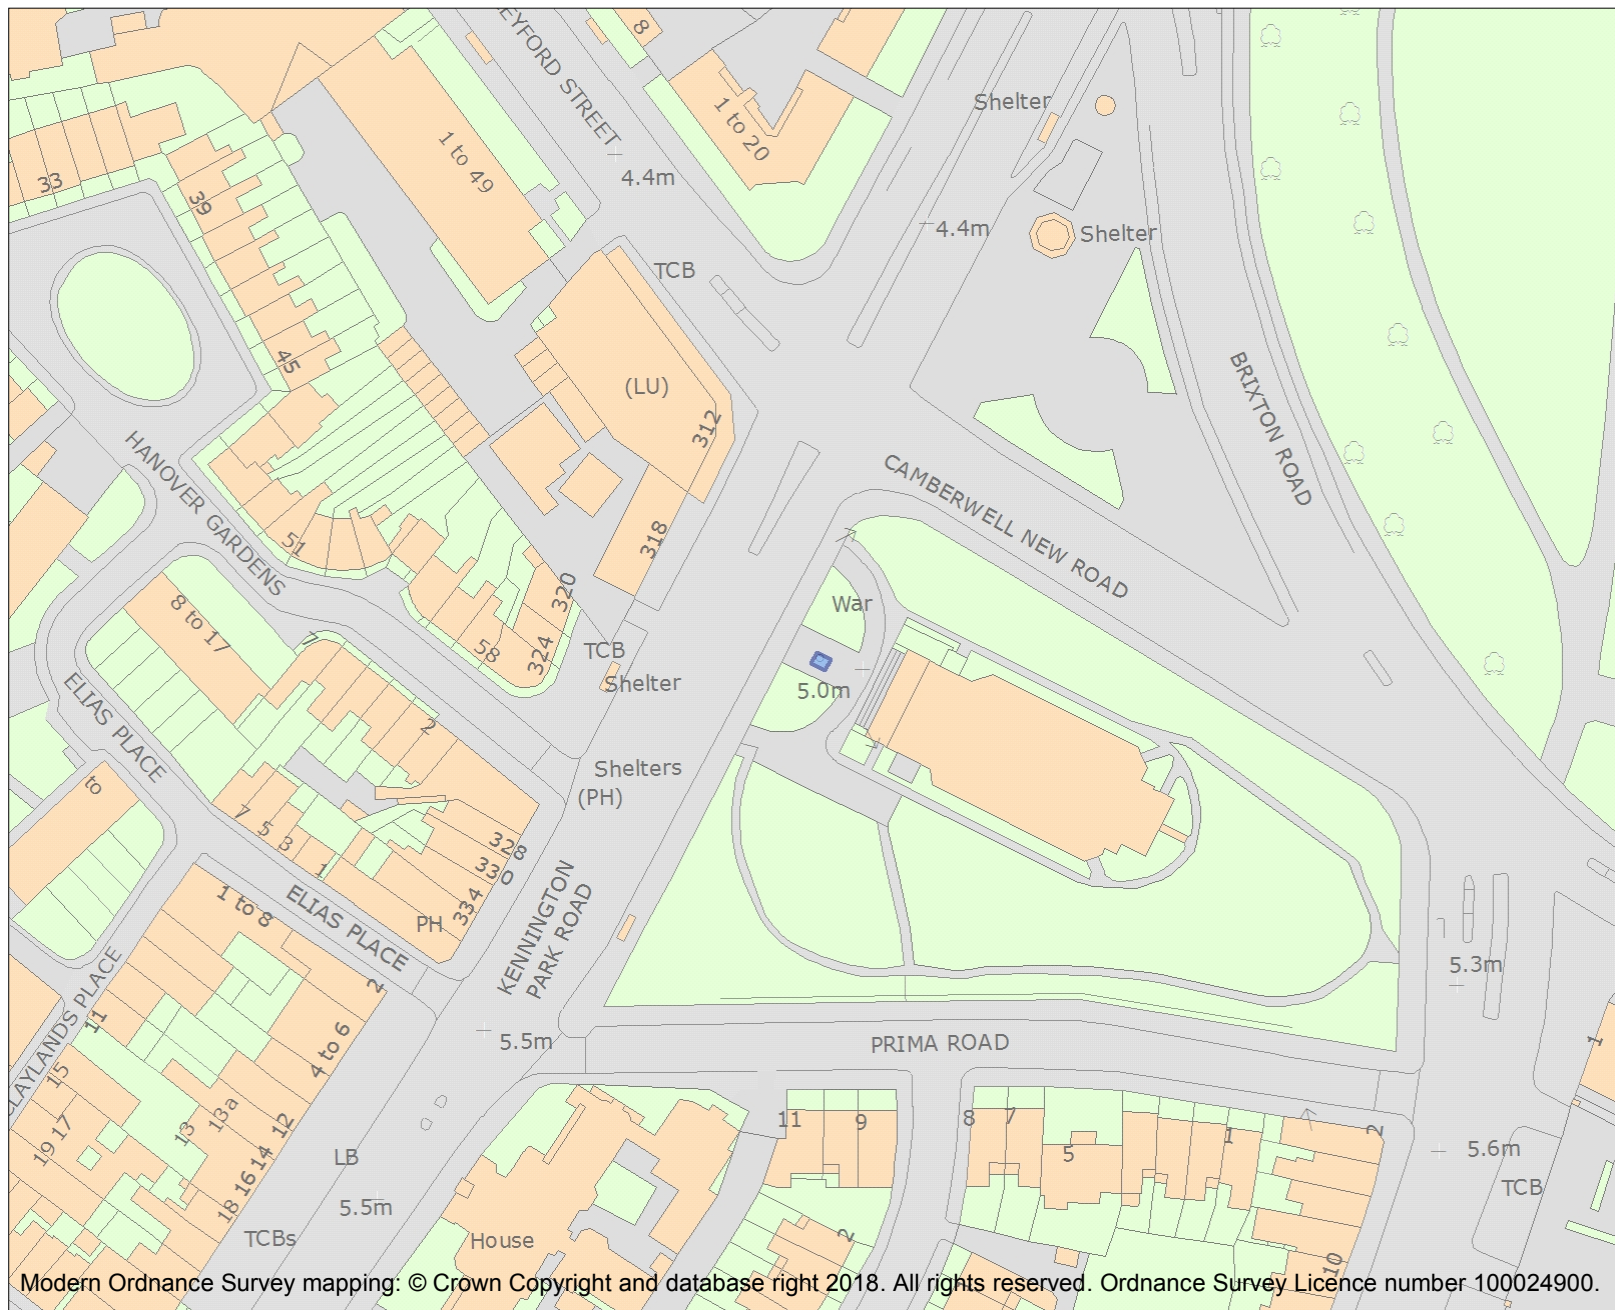 EYFORD STREET
8
1 to 20
Shelter
1 to 49
33
39
4.4m
4.4m
Shelter
TCB
45
(LU)
312
BRIXTON ROAD
HANOVER GARDENS
CAMBERWELL NEW ROAD
51
318
320
8 to 17
7
58
324
War
TCB
Shelter
5.0m
ELIAS PLACE
2
to
Shelters
(PH)
7
5
3
1
328
330
334
PH
1 to 8
ELIAS PLACE
KENNINGTON
PARK ROAD
2
CLAYLANDS PLACE
11
5.3m
4 to 6
5.5m
PRIMA ROAD
1
15
17
19
13
13a
12
14
16
18
11
9
8
7
5
1
2
LB
5.6m
TCB
5.5m
TCBs
House
2
10
Modern Ordnance Survey mapping: © Crown Copyright and database right 2018. All rights reserved. Ordnance Survey Licence number 100024900.